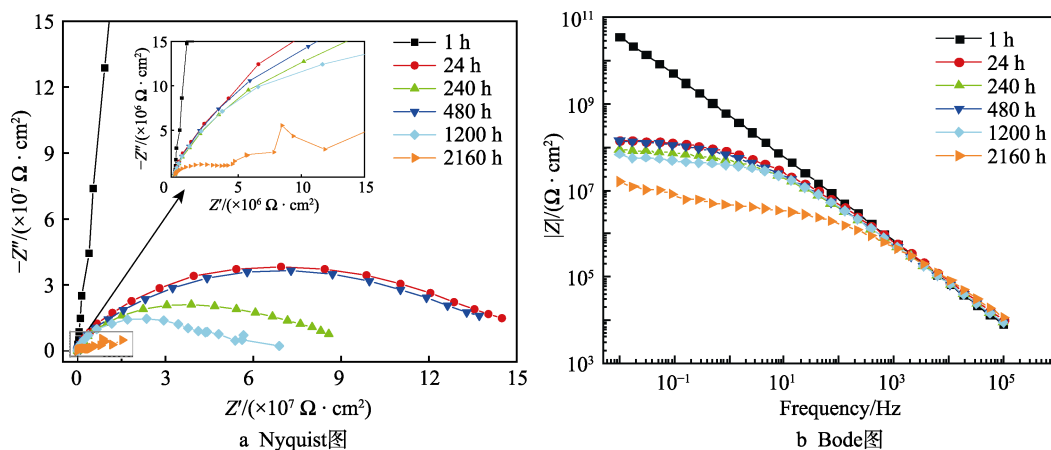 15
12
9
6
3
0
−Z″/(×10⁷ Ω · cm²)
0 3 6 9 12 15
Z′/(×10⁷ Ω · cm²)
15
10
5
0
−Z″/(×10⁶ Ω · cm²)
0 5 10 15
Z′/(×10⁶ Ω · cm²)
1 h
24 h
240 h
480 h
1200 h
2160 h
a Nyquist图
10¹¹
10⁹
10⁷
10⁵
10³
|Z|/(Ω · cm²)
10⁻¹ 10¹ 10³ 10⁵
Frequency/Hz
1 h
24 h
240 h
480 h
1200 h
2160 h
b Bode图